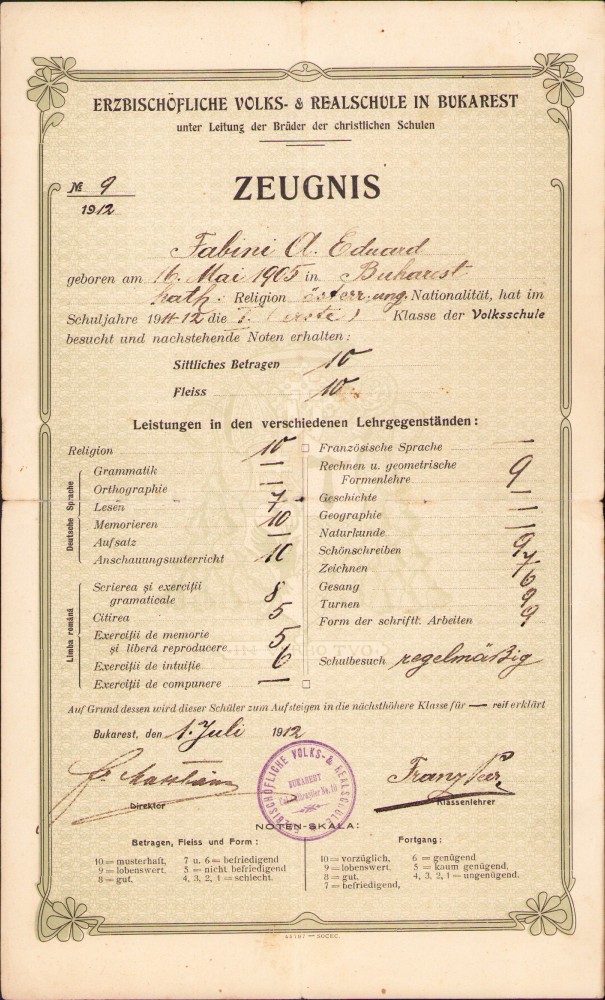 ERZBISCHÖFLICHE VOLKS- & REALSCHULE IN BUKAREST
unter Leitung der Brüder der christlichen Schulen
№ 9
1912
ZEUGNIS
Fabini A. Eduard
geboren am 16. Mai 1905 in Bukarest
kath. Religion österr. ung. Nationalität, hat im
Schuljahre 1911-12 die I. (erste) Klasse der Volksschule
besucht und nachstehende Noten erhalten:
Sittliches Betragen 10
Fleiss 10
Leistungen in den verschiedenen Lehrgegenständen:
Religion 10
Deutsche Sprache
Grammatik —
Orthographie —
Lesen 7
Memorieren 10
Aufsatz —
Anschauungsunterricht 10
Limba română
Scrierea și exerciții
gramaticale 8
Citirea 5
Exerciții de memorie
și liberă reproducere 5
Exerciții de intuiție 6
Exerciții de compunere —
Französische Sprache —
Rechnen u. geometrische
Formenlehre 9
Geschichte —
Geographie —
Naturkunde —
Schönschreiben 9
Zeichnen 7
Gesang 6
Turnen 9
Form der schriftl. Arbeiten 9
Schulbesuch regelmäßig
Auf Grund dessen wird dieser Schüler zum Aufsteigen in die nächsthöhere Klasse für — reif erklärt
Bukarest, den 1. Juli 1912
Direktor
Franz
Klassenlehrer
ERZBISCHÖFLICHE VOLKS- & REALSCHULE
BUKAREST
NOTEN-SKALA:
Betragen, Fleiss und Form:
10 = musterhaft,
9 = lobenswert,
8 = gut,
7 u. 6 = befriedigend
5 = nicht befriedigend
4, 3, 2, 1 = schlecht.
Fortgang:
10 = vorzüglich,
9 = lobenswert,
8 = gut,
7 = befriedigend,
6 = genügend
5 = kaum genügend,
4, 3, 2, 1 = ungenügend.
— SOCEC.